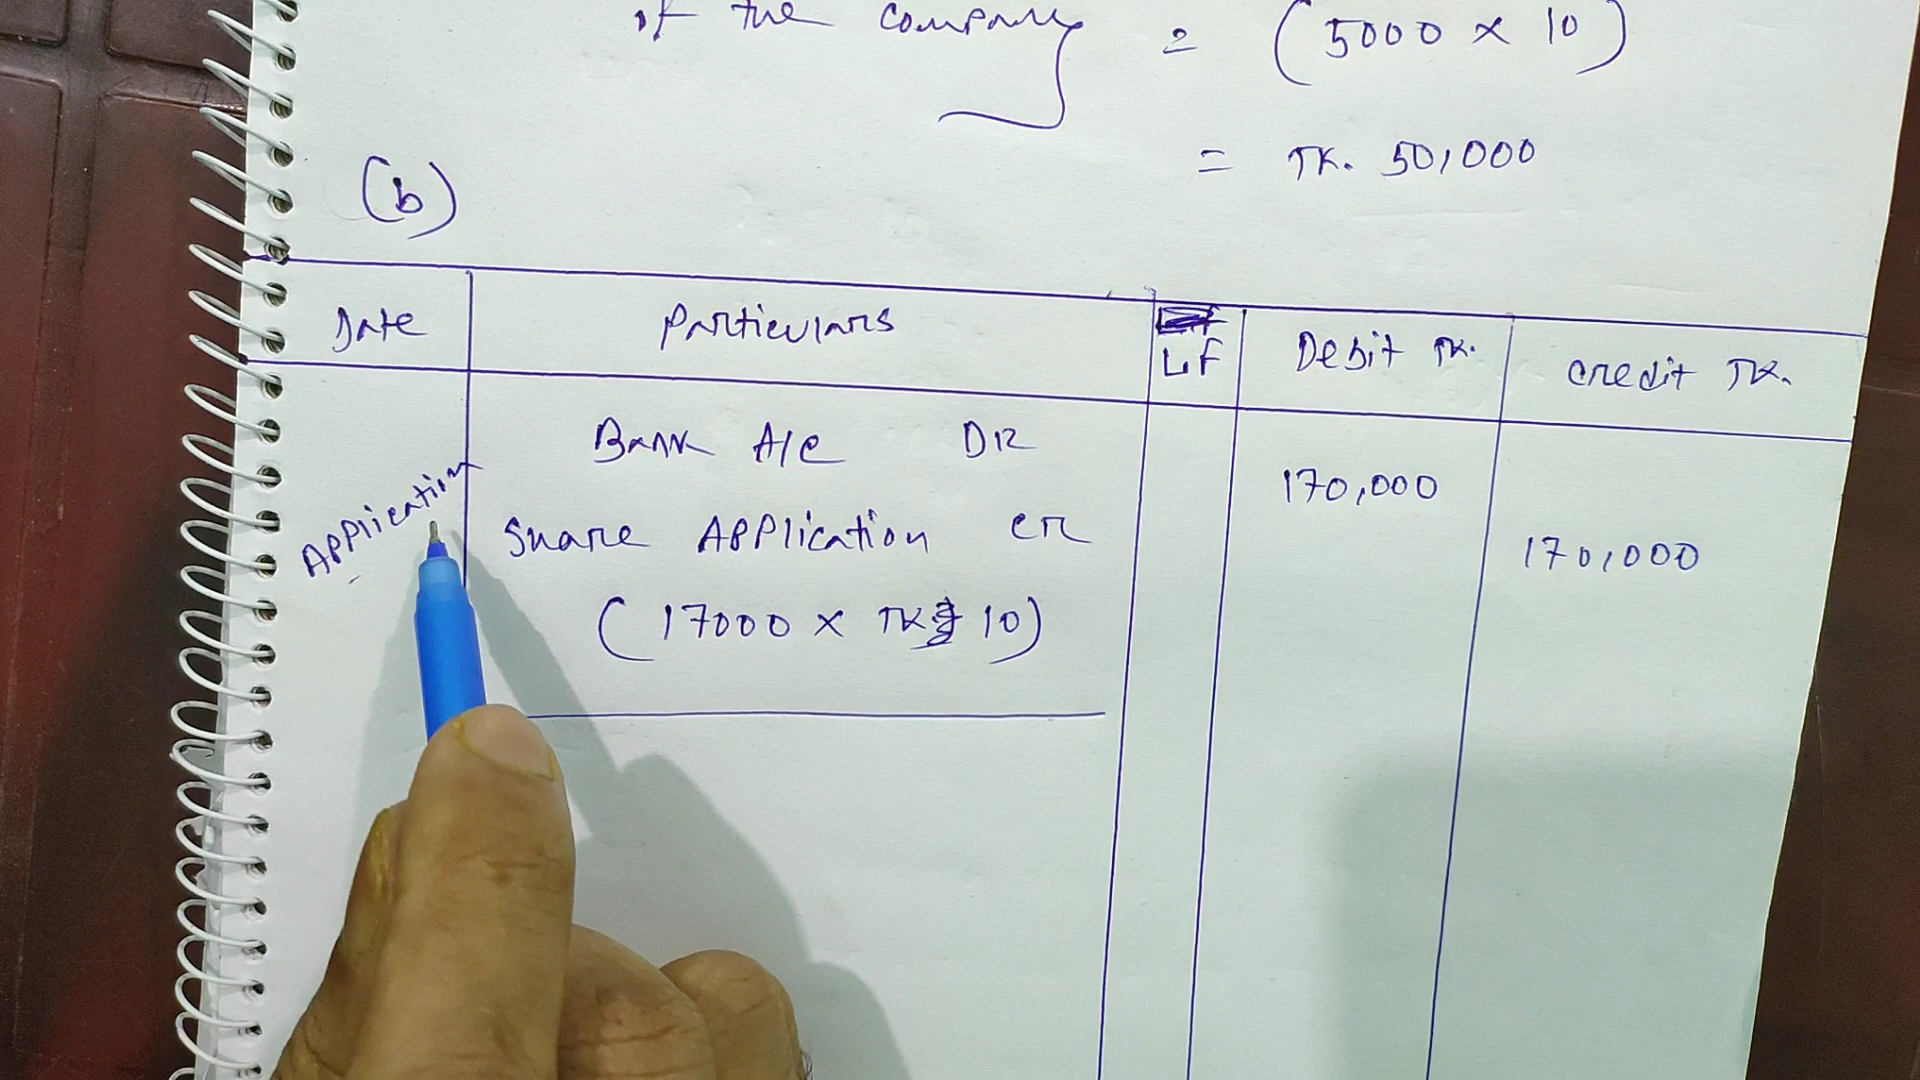 of the company = (5000 × 10)
= TK. 50,000
(b)
Date Particulars L.F Debit TK. Credit TK.
Bank A/c DR 170,000
Application Share Application CR 170,000
(17000 × TK 10)